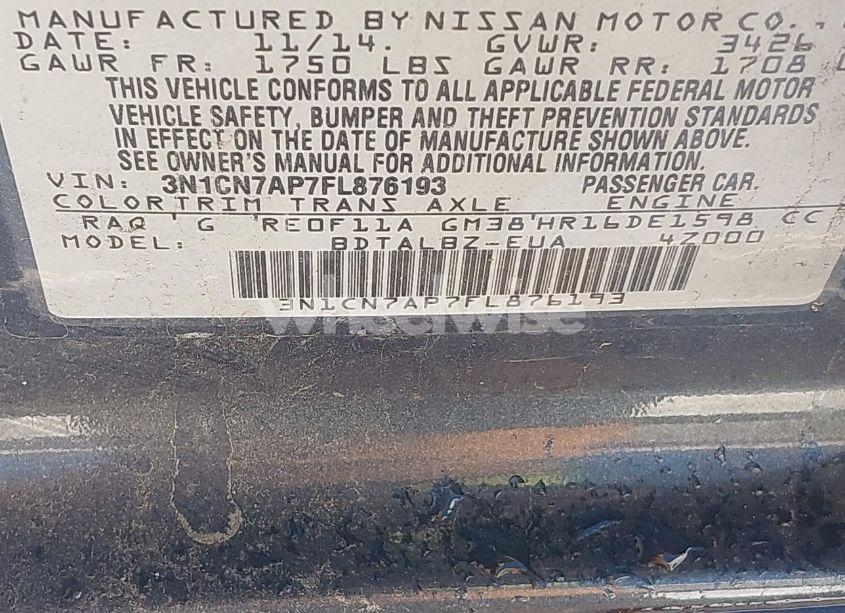 MANUFACTURED BY NISSAN MOTOR CO.,
DATE: 11/14. GVWR: 3426
GAWR FR: 1750 LBS GAWR RR: 1708 L
THIS VEHICLE CONFORMS TO ALL APPLICABLE FEDERAL MOTOR
VEHICLE SAFETY, BUMPER AND THEFT PREVENTION STANDARDS
IN EFFECT ON THE DATE OF MANUFACTURE SHOWN ABOVE.
SEE OWNER'S MANUAL FOR ADDITIONAL INFORMATION.
VIN: 3N1CN7AP7FL876193 PASSENGER CAR.
COLOR TRIM TRANS AXLE ENGINE
RAQ ' G 'RE0F11A GM38'HR16DE1598 CC
MODEL: BDTALBZ-EUA 4Z000
3N1CN7AP7FL876193
wheelwise